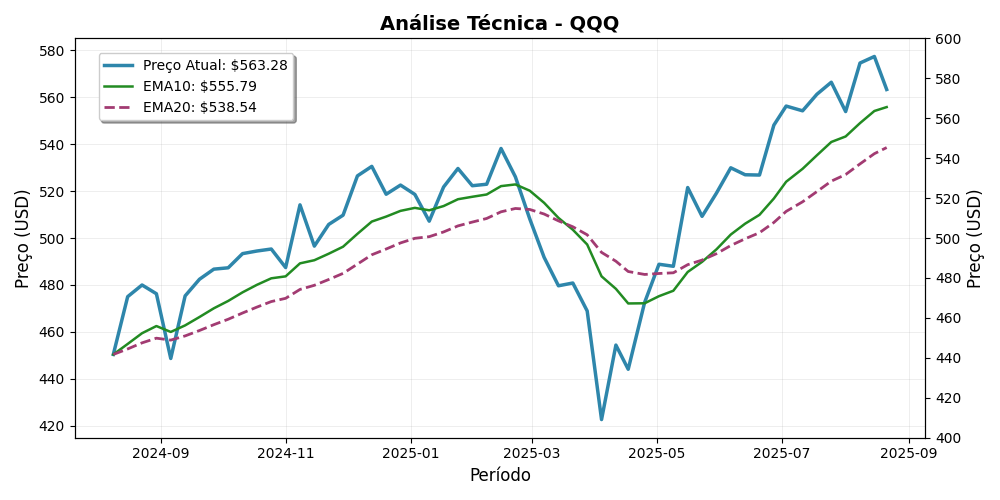 Análise Técnica - QQQ
Preço Atual: $563.28
EMA10: $555.79
EMA20: $538.54
Preço (USD)
580
560
540
520
500
480
460
440
420
600
580
560
540
520
500
480
460
440
420
400
Preço (USD)
2024-09 2024-11 2025-01 2025-03 2025-05 2025-07 2025-09
Período